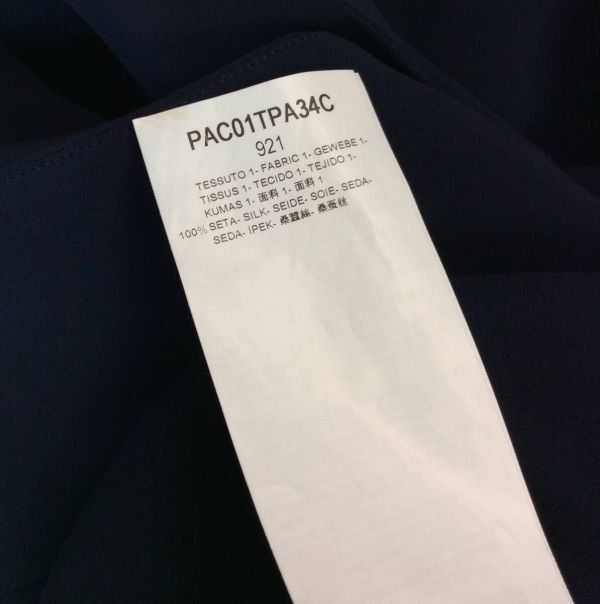 PAC01TPA34C
921
TESSUTO 1- FABRIC 1- GEWEBE 1-
TISSUS 1- TECIDO 1- TEJIDO 1-
KUMAS 1- 面料 1- 面料 1
100% SETA- SILK- SEIDE- SOIE- SEDA-
SEDA- İPEK- 桑蠶絲- 桑蚕丝